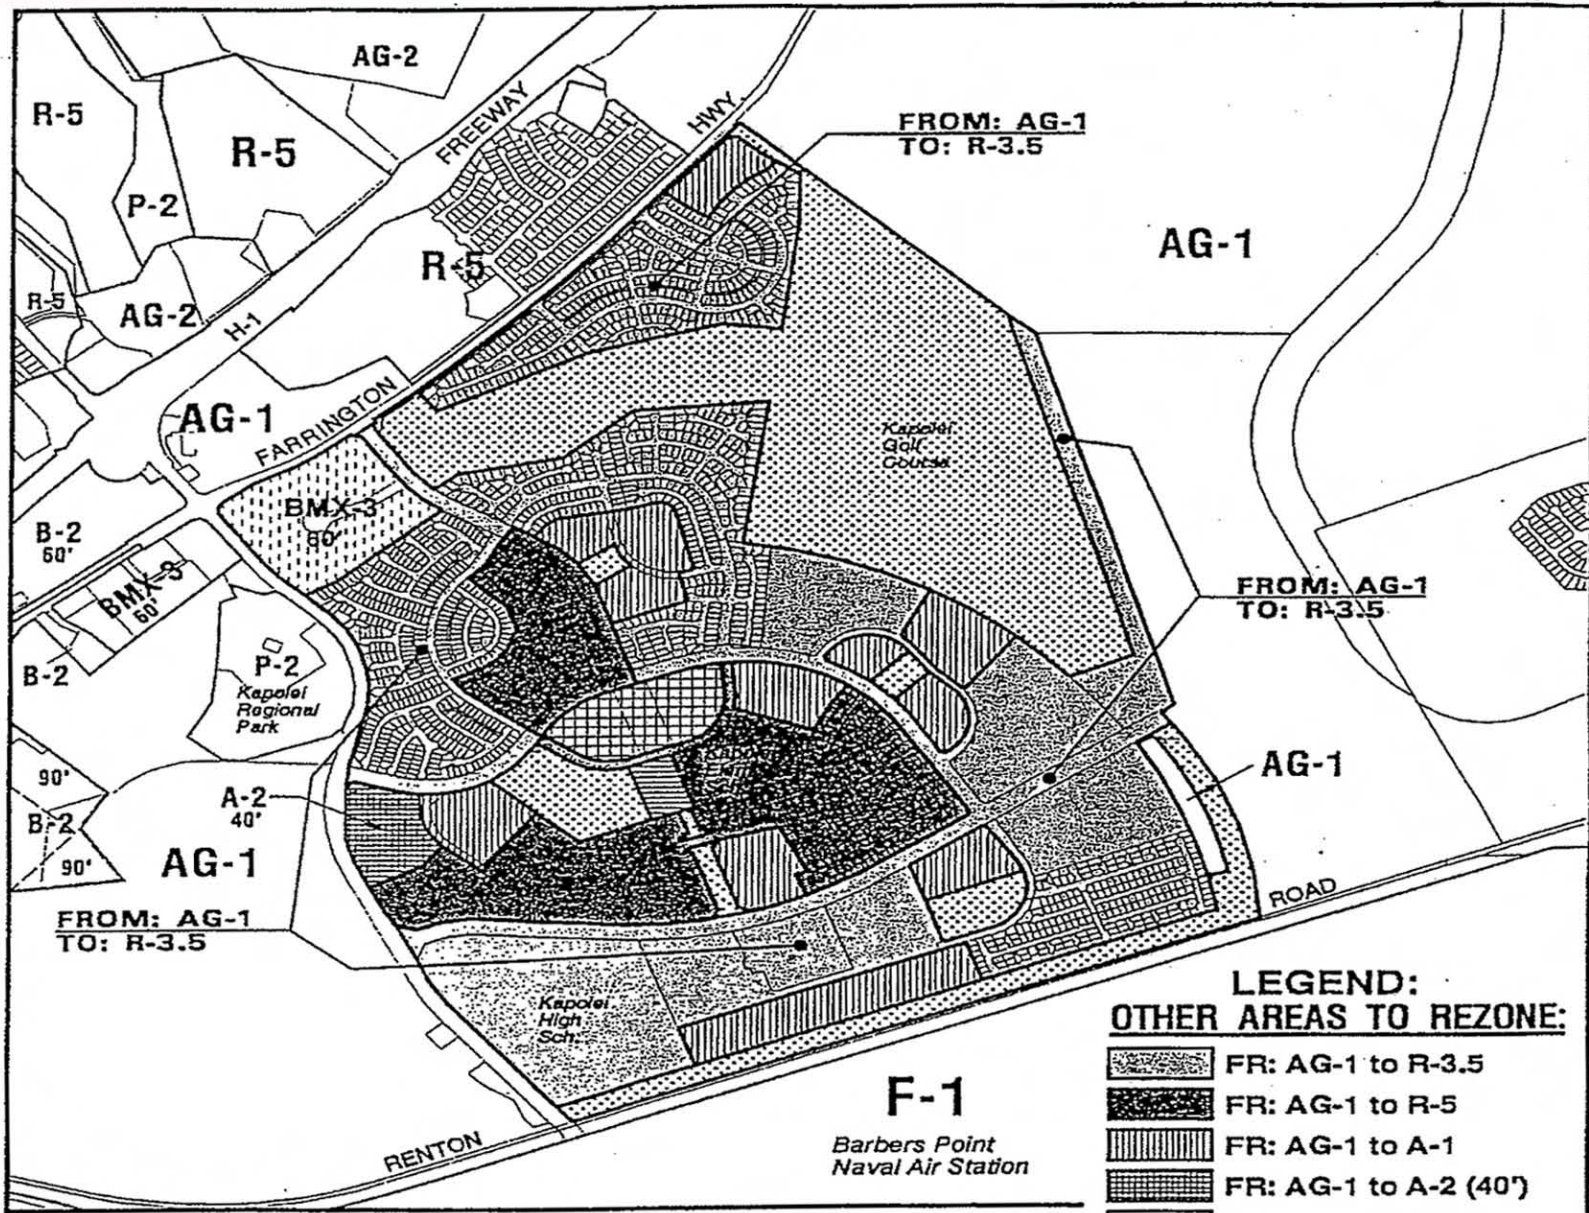 AG-2
R-5
R-5
P-2
FREEWAY
HWY.
FROM: AG-1
TO: R-3.5
AG-1
R-5
R-5
AG-2
H-1
AG-1
FARRINGTON
Kapolei
Golf
Course
BMX-3
60'
B-2
60'
BMX-3
60'
B-2
P-2
Kapolei
Regional
Park
FROM: AG-1
TO: R-3.5
90'
B-2
90'
A-2
40'
AG-1
AG-1
FROM: AG-1
TO: R-3.5
ROAD
Kapolei
High
Sch.
RENTON
F-1
Barbers Point
Naval Air Station
LEGEND:
OTHER AREAS TO REZONE:
FR: AG-1 to R-3.5
FR: AG-1 to R-5
FR: AG-1 to A-1
FR: AG-1 to A-2 (40')